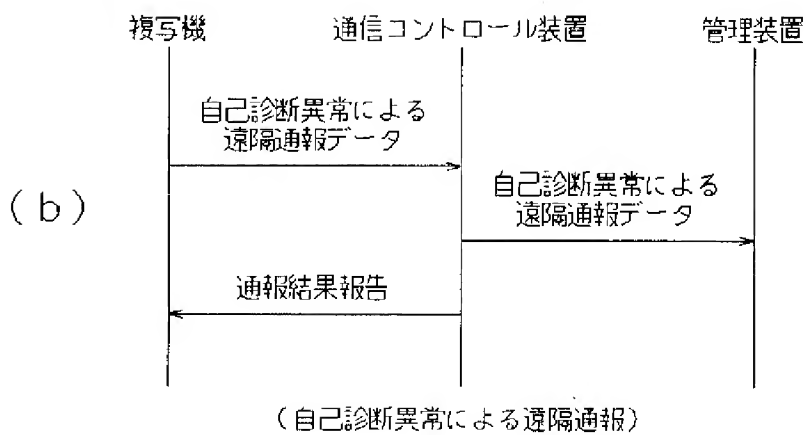 複写機 通信コントロール装置 管理装置
自己診断異常による
遠隔通報データ
(b)
自己診断異常による
遠隔通報データ
通報結果報告
(自己診断異常による遠隔通報)